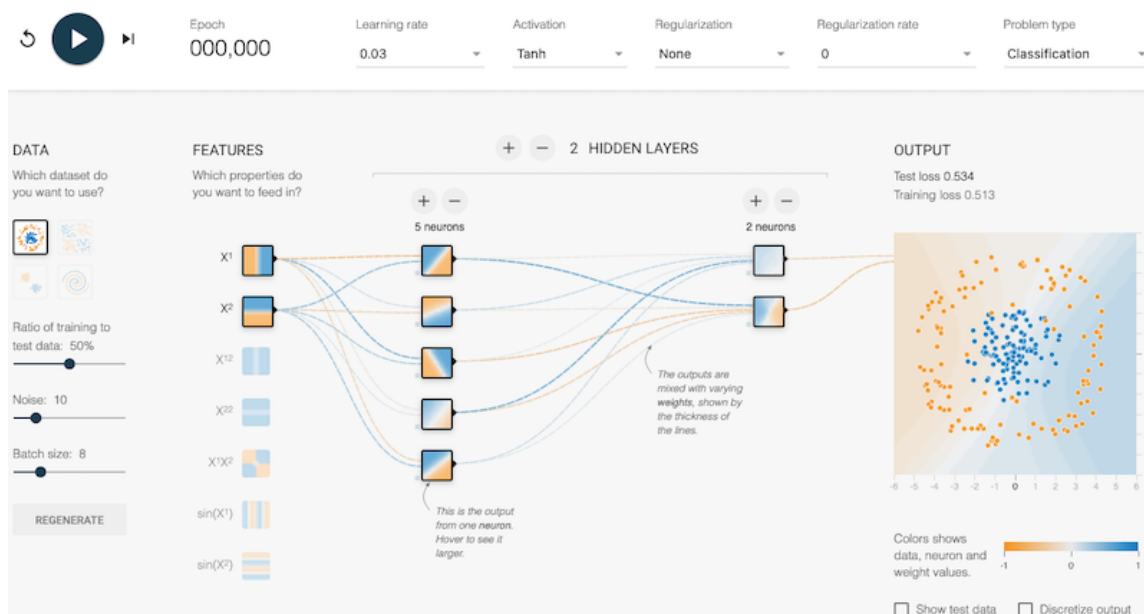 Epoch
000,000
Learning rate
0.03
Activation
Tanh
Regularization
None
Regularization rate
0
Problem type
Classification
DATA
Which dataset do
you want to use?
Ratio of training to
test data: 50%
Noise: 10
Batch size: 8
REGENERATE
FEATURES
Which properties do
you want to feed in?
X1
X2
X12
X22
X1X2
sin(X1)
sin(X2)
+ − 2 HIDDEN LAYERS
+ −
5 neurons
+ −
2 neurons
The outputs are
mixed with varying
weights, shown by
the thickness of
the lines.
This is the output
from one neuron.
Hover to see it
larger.
OUTPUT
Test loss 0.534
Training loss 0.513
-6 -5 -4 -3 -2 -1 0 1 2 3 4 5 6
Colors shows
data, neuron and
weight values.
-1 0 1
Show test data
Discretize output